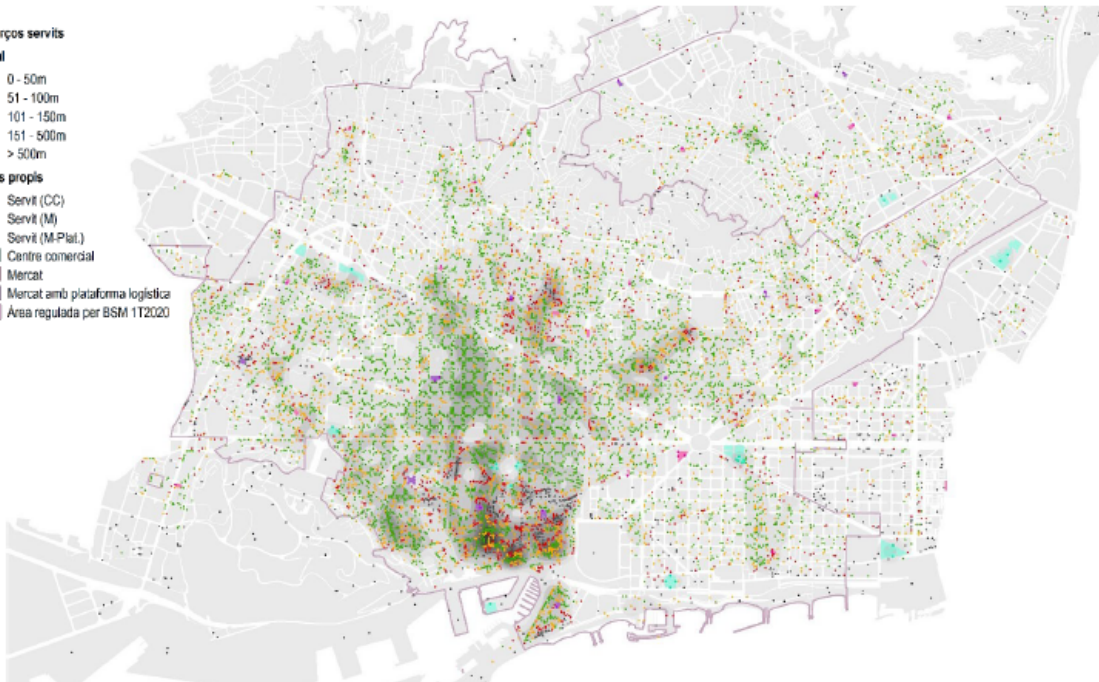 rços servits
l
0 - 50m
51 - 100m
101 - 150m
151 - 500m
> 500m
s propis
Servit (CC)
Servit (M)
Servit (M-Plat.)
Centre comercial
Mercat
Mercat amb plataforma logística
Àrea regulada per BSM 1T2020